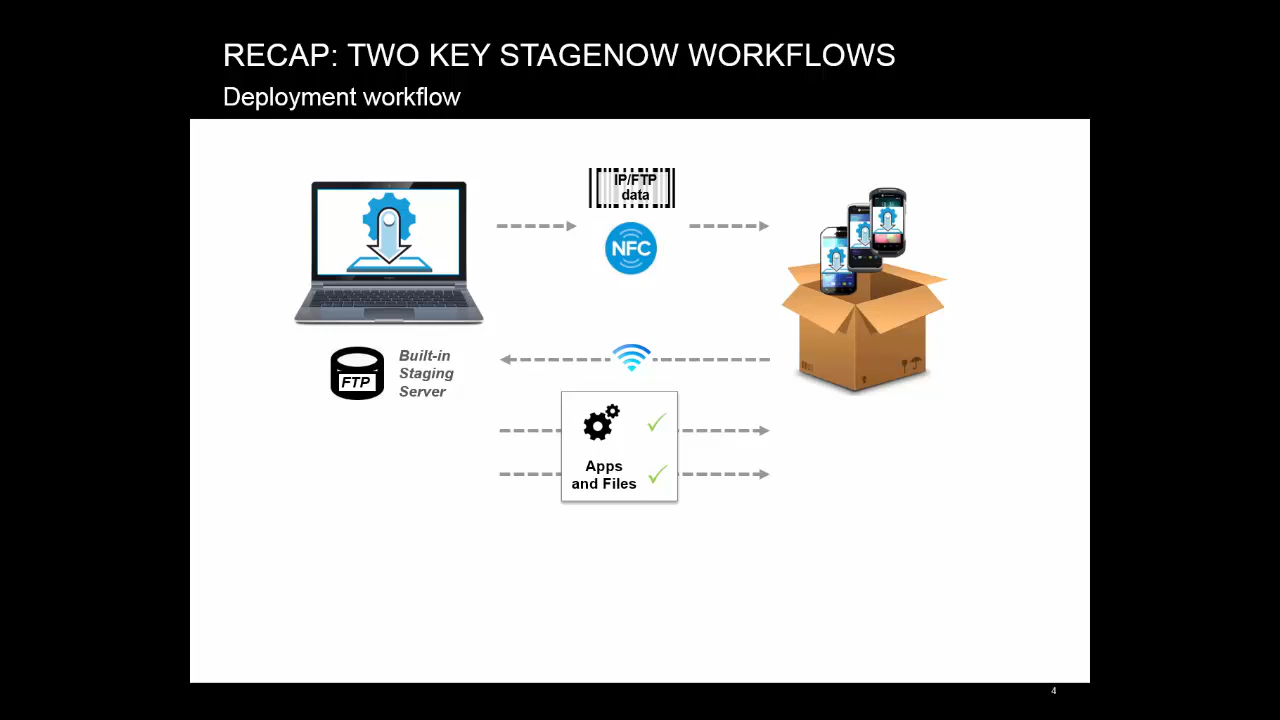 RECAP: TWO KEY STAGENOW WORKFLOWS
Deployment workflow
IP/FTP
data
NFC
FTP
Built-in
Staging
Server
Apps
and Files
4